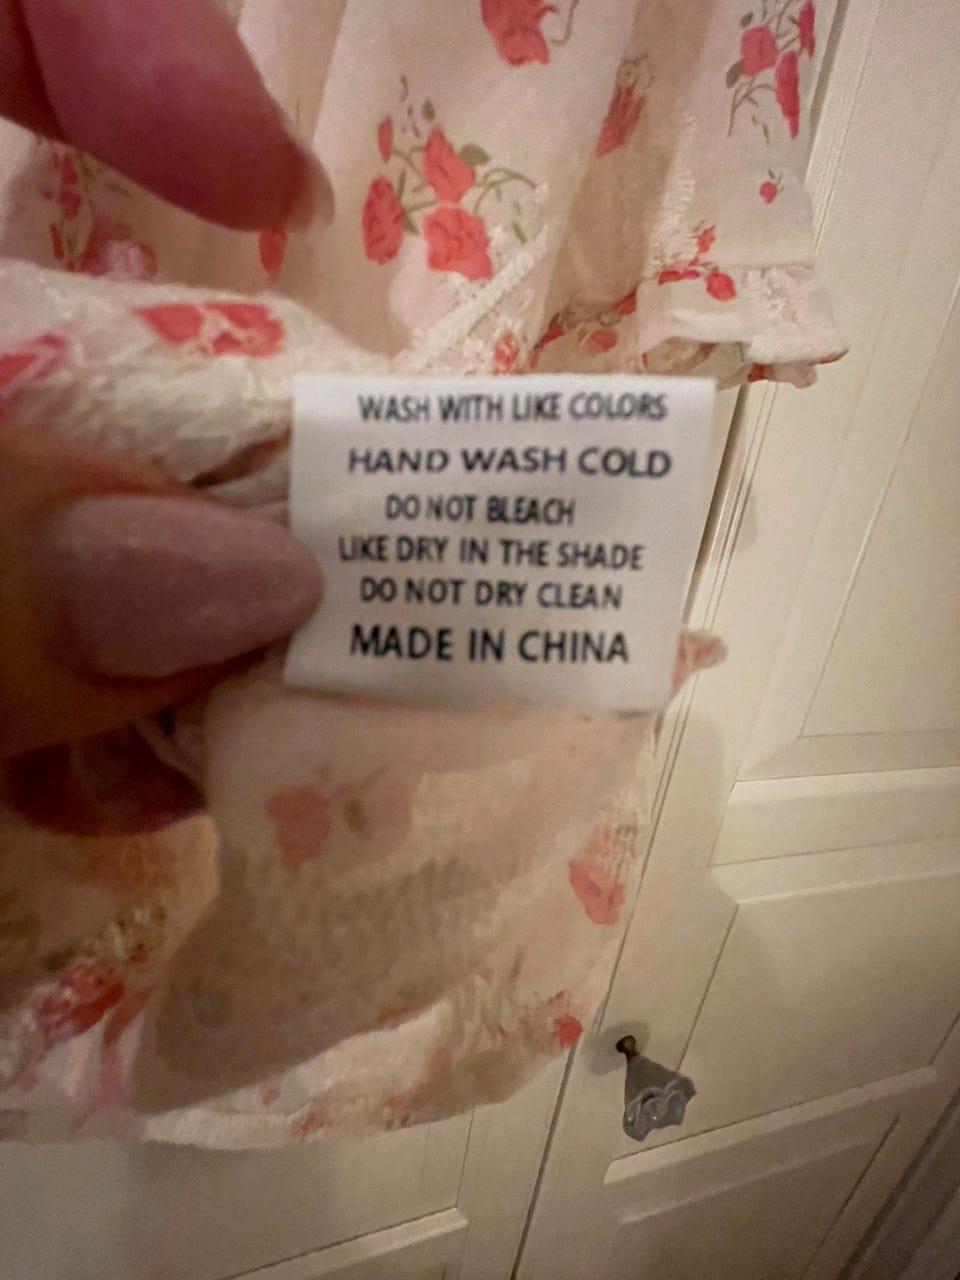 WASH WITH LIKE COLORS
HAND WASH COLD
DO NOT BLEACH
LIKE DRY IN THE SHADE
DO NOT DRY CLEAN
MADE IN CHINA